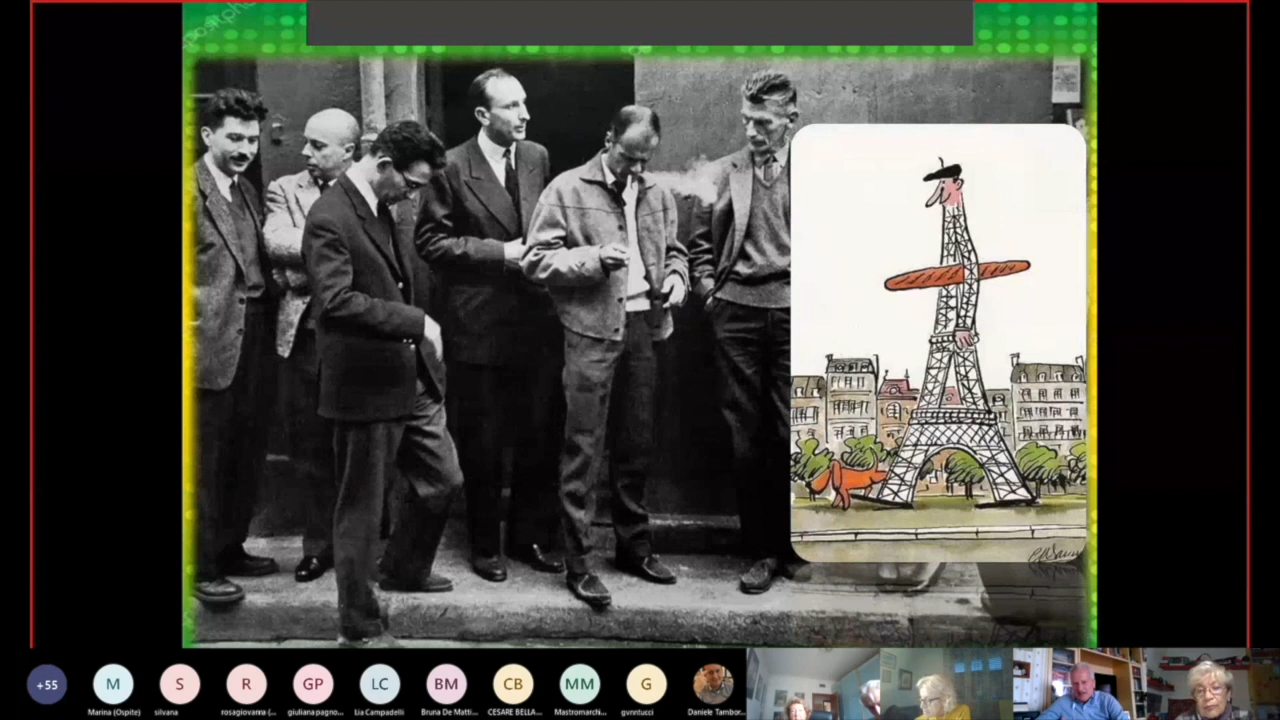 +55
M
S
R
GP
LC
BM
CB
MM
G
Marina (Ospite)
silvana
rosagiovanna (...
giuliana pagno...
Lia Campadelli
Bruna De Matti...
CESARE BELLA...
Mastromarchi...
gvnntucci
Daniele Tambor...